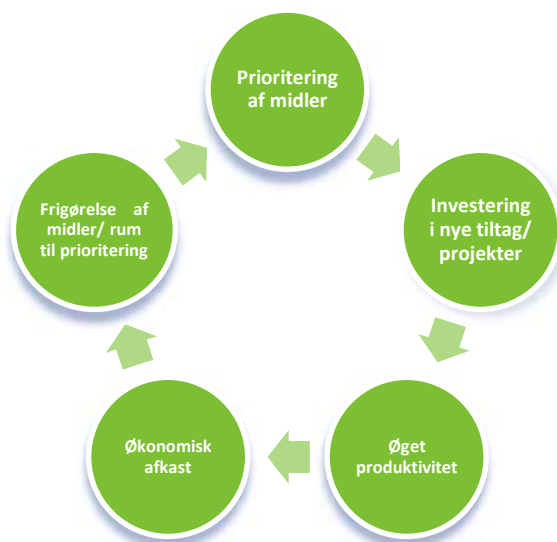 Prioritering
af midler
Investering
i nye tiltag/
projekter
Øget
produktivitet
Økonomisk
afkast
Frigørelse af
midler/ rum
til prioritering